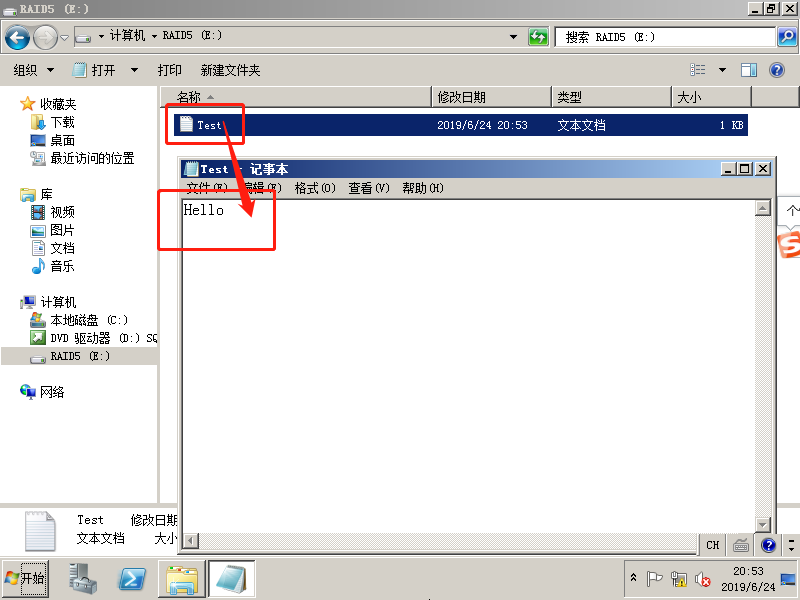 RAID5 (E:)
计算机 RAID5 (E:)
搜索 RAID5 (E:)
组织 打开 打印 新建文件夹
名称 修改日期 类型 大小
Test 2019/6/24 20:53 文本文档 1 KB
收藏夹
下载
桌面
最近访问的位置
库
视频
图片
文档
音乐
计算机
本地磁盘 (C:)
DVD 驱动器 (D:) SQ
RAID5 (E:)
网络
Test - 记事本
文件(F) 编辑(E) 格式(O) 查看(V) 帮助(H)
Hello
个
Test 修改日期
文本文档 大小
CH
开始
20:53
2019/6/24